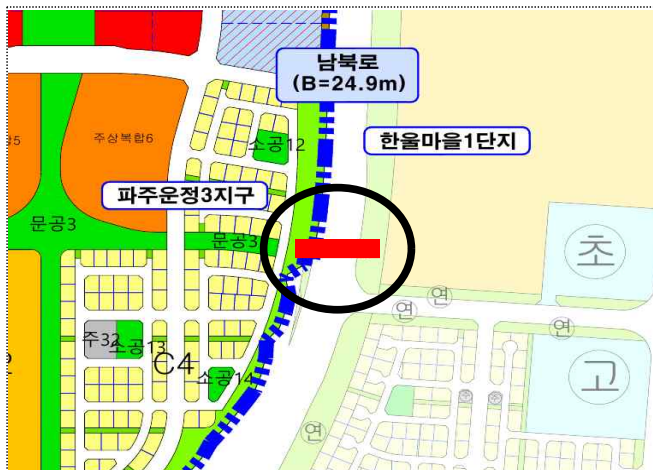 남북로
(B=24.9m)
소공12
주상복합6
한울마을1단지
파주운정3지구
문공3
문공3
초
연
연
연
주32
소공13
C4
소공14
고
연